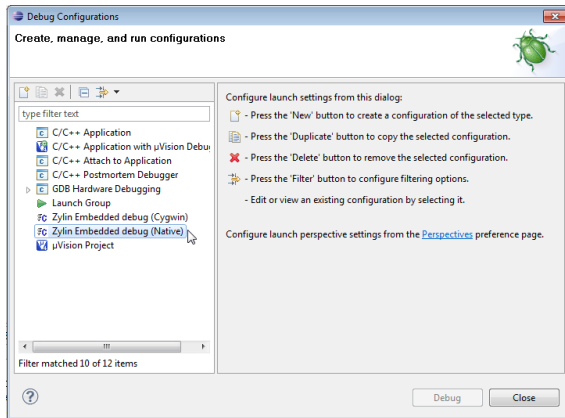 Debug Configurations
Create, manage, and run configurations
type filter text
C/C++ Application
C/C++ Application with µVision Debu
C/C++ Attach to Application
C/C++ Postmortem Debugger
GDB Hardware Debugging
Launch Group
Zylin Embedded debug (Cygwin)
Zylin Embedded debug (Native)
µVision Project
Filter matched 10 of 12 items
Configure launch settings from this dialog:
- Press the 'New' button to create a configuration of the selected type.
- Press the 'Duplicate' button to copy the selected configuration.
- Press the 'Delete' button to remove the selected configuration.
- Press the 'Filter' button to configure filtering options.
- Edit or view an existing configuration by selecting it.
Configure launch perspective settings from the Perspectives preference page.
Debug
Close